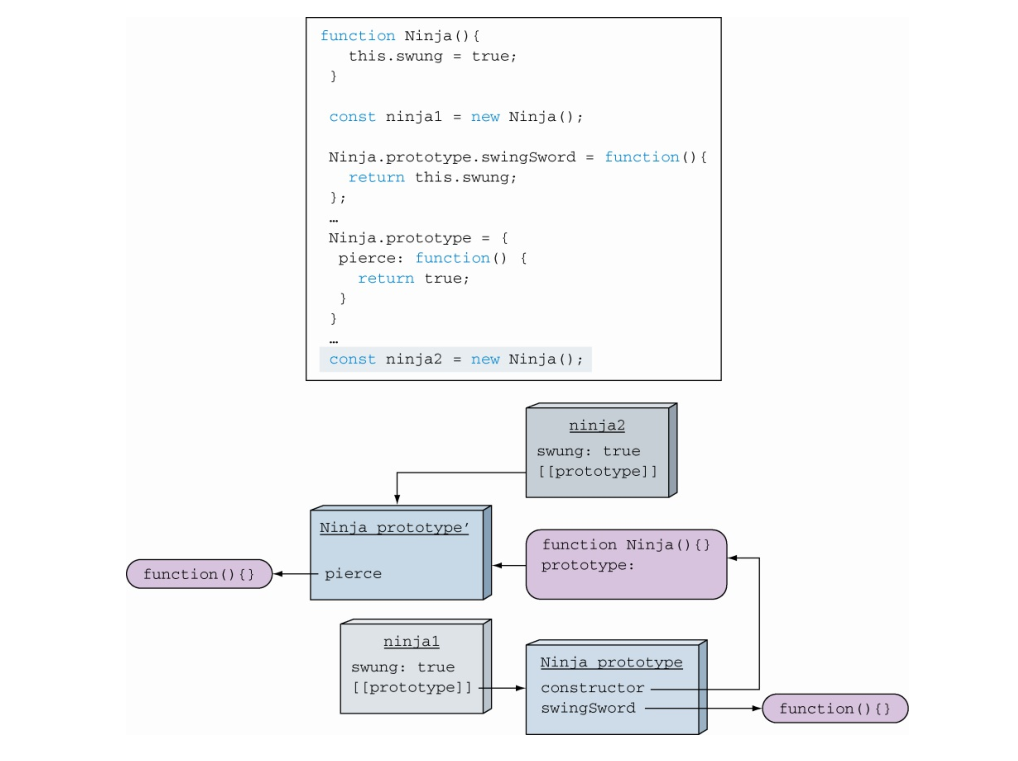 function Ninja(){
this.swung = true;
}
const ninja1 = new Ninja();
Ninja.prototype.swingSword = function(){
return this.swung;
};
…
Ninja.prototype = {
pierce: function() {
return true;
}
}
…
const ninja2 = new Ninja();
ninja2
swung: true
[[prototype]]
Ninja prototype’
pierce
function(){}
function Ninja(){}
prototype:
ninja1
swung: true
[[prototype]]
Ninja prototype
constructor
swingSword
function(){}